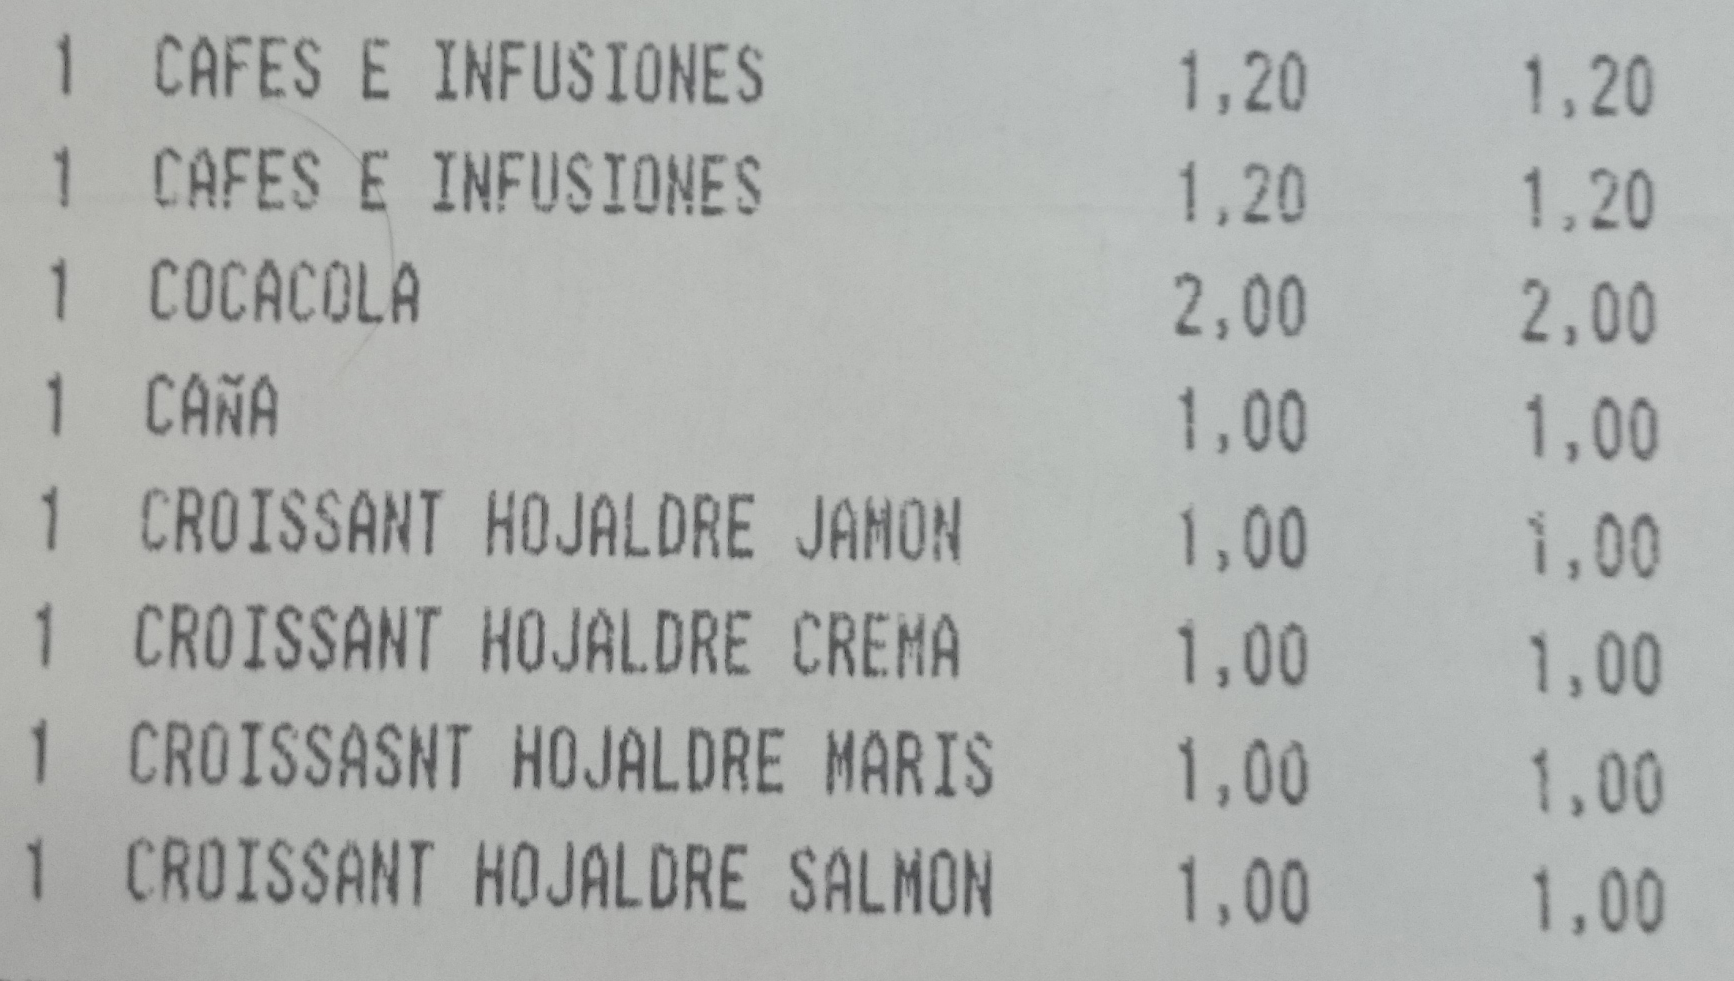 1 CAFES E INFUSIONES 1,20 1,20
1 CAFES E INFUSIONES 1,20 1,20
1 COCACOLA 2,00 2,00
1 CAÑA 1,00 1,00
1 CROISSANT HOJALDRE JAMON 1,00 1,00
1 CROISSANT HOJALDRE CREMA 1,00 1,00
1 CROISSASNT HOJALDRE MARIS 1,00 1,00
1 CROISSANT HOJALDRE SALMON 1,00 1,00